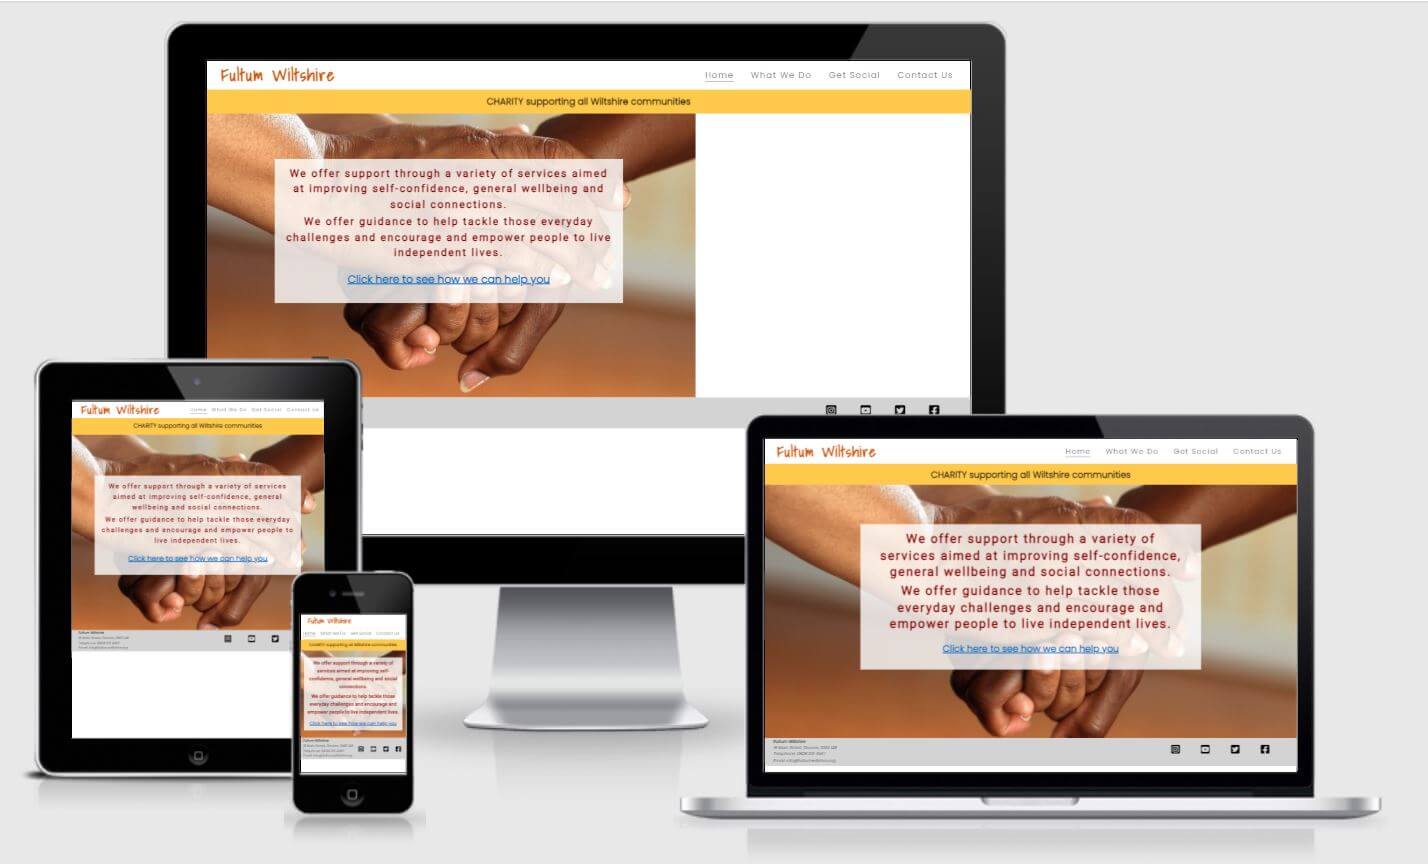 Fultum Wiltshire
Home What We Do Get Social Contact Us
CHARITY supporting all Wiltshire communities
We offer support through a variety of services aimed
at improving self-confidence, general wellbeing and
social connections.
We offer guidance to help tackle those everyday
challenges and encourage and empower people to live
independent lives.
Click here to see how we can help you
Fultum Wiltshire
Home What We Do Get Social Contact Us
CHARITY supporting all Wiltshire communities
We offer support through a variety of services
aimed at improving self-confidence, general
wellbeing and social connections.
We offer guidance to help tackle those everyday
challenges and encourage and empower people to
live independent lives.
Click here to see how we can help you
Fultum Wiltshire
Fultum Wiltshire
Home What We Do Get Social Contact Us
CHARITY supporting all Wiltshire communities
We offer support through a variety of
services aimed at improving self-
confidence, general wellbeing and social
connections.
We offer guidance to help tackle those
everyday challenges and encourage and
empower people to live independent lives.
Click here to see how we can help you
Fultum Wiltshire
Fultum Wiltshire
Home What We Do Get Social Contact Us
CHARITY supporting all Wiltshire communities
We offer support through a variety of
services aimed at improving self-confidence,
general wellbeing and social connections.
We offer guidance to help tackle those
everyday challenges and encourage and
empower people to live independent lives.
Click here to see how we can help you
Fultum Wiltshire